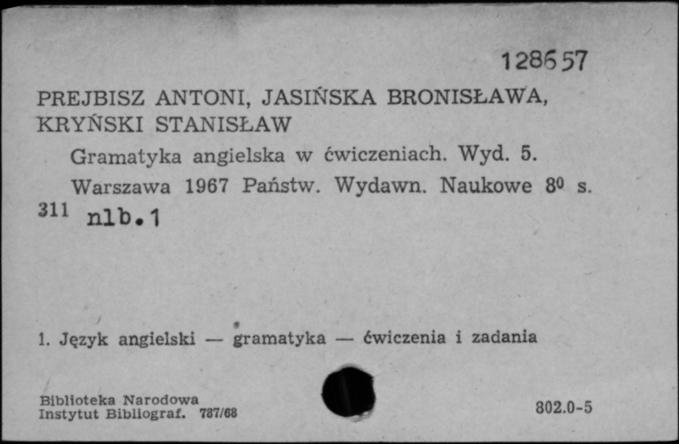 128657
PREJBISZ ANTONI, JASIŃSKA BRONISŁAWA,
KRYŃSKI STANISŁAW
Gramatyka angielska w ćwiczeniach. Wyd. 5.
Warszawa 1967 Państw. Wydawn. Naukowe 8⁰ s.
311 nlb.1
1. Język angielski — gramatyka — ćwiczenia i zadania
Biblioteka Narodowa
Instytut Bibliograf. 787/68
802.0-5